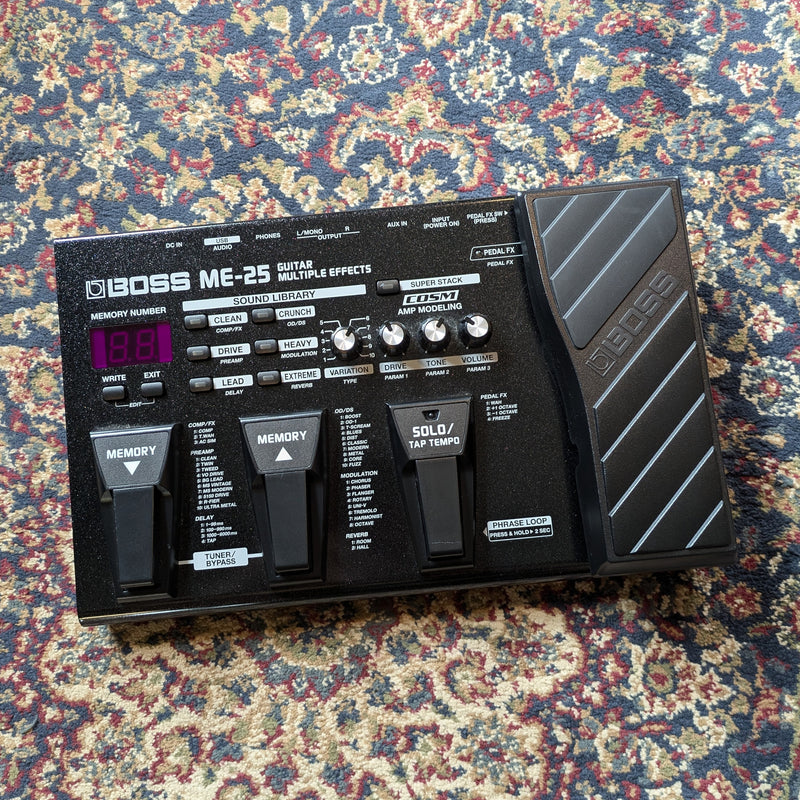 DC IN
USB
AUDIO
PHONES
L/MONO R
OUTPUT
AUX IN
INPUT
(POWER ON)
PEDAL FX SW
(PRESS)
BOSS ME-25 GUITAR
MULTIPLE EFFECTS
PEDAL FX
PEDAL FX
SOUND LIBRARY
SUPER STACK
COSM
AMP MODELING
MEMORY NUMBER
CLEAN
COMP/FX
CRUNCH
OD/DS
DRIVE
PREAMP
HEAVY
MODULATION
LEAD
DELAY
EXTREME
REVERB
WRITE
EXIT
EDIT
VARIATION
TYPE
DRIVE
PARAM 1
TONE
PARAM 2
VOLUME
PARAM 3
MEMORY
MEMORY
SOLO/
TAP TEMPO
COMP/FX
1: COMP
2: T.WAH
3: AC SIM
PREAMP
1: CLEAN
2: TWIN
3: TWEED
4: VO DRIVE
5: BG LEAD
6: MS VINTAGE
7: MS MODERN
8: 5150 DRIVE
9: R-FIER
10: ULTRA METAL
DELAY
1: 1–99ms
2: 100–990ms
3: 1000–6000ms
4: TAP
OD/DS
1: BOOST
2: OD-1
3: T-SCREAM
4: BLUES
5: DIST
6: CLASSIC
7: MODERN
8: METAL
9: CORE
10: FUZZ
MODULATION
1: CHORUS
2: PHASER
3: FLANGER
4: ROTARY
5: UNI-V
6: TREMOLO
7: HARMONIST
8: OCTAVE
REVERB
1: ROOM
2: HALL
PEDAL FX
1: WAH
2: +1 OCTAVE
3: −1 OCTAVE
4: FREEZE
TUNER/
BYPASS
PHRASE LOOP
PRESS & HOLD 2 SEC
BOSS